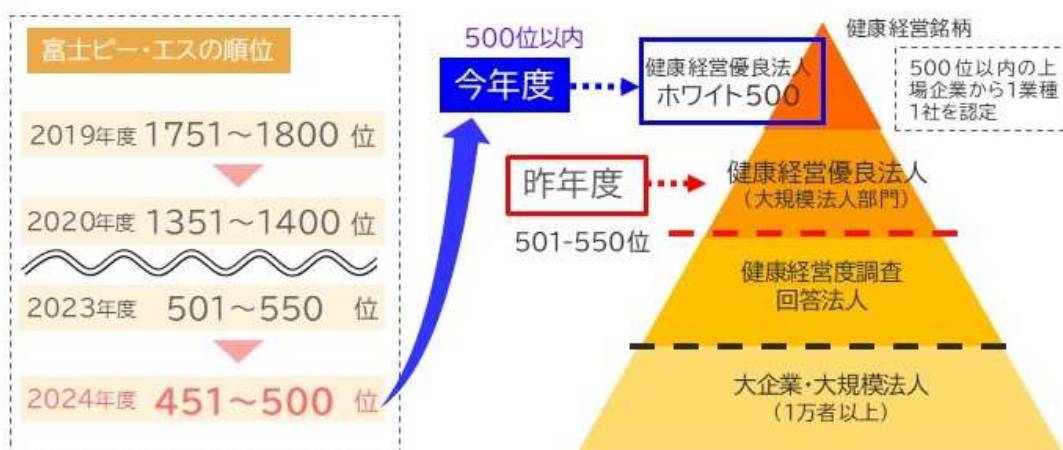 富士ピー・エスの順位
2019年度 1751～1800 位
2020年度 1351～1400 位
2023年度 501～550 位
2024年度 451～500 位
500位以内
今年度
健康経営優良法人
ホワイト500
昨年度
501-550位
健康経営銘柄
500位以内の上
場企業から1業種
1社を認定
健康経営優良法人
（大規模法人部門）
健康経営度調査
回答法人
大企業・大規模法人
（1万者以上）